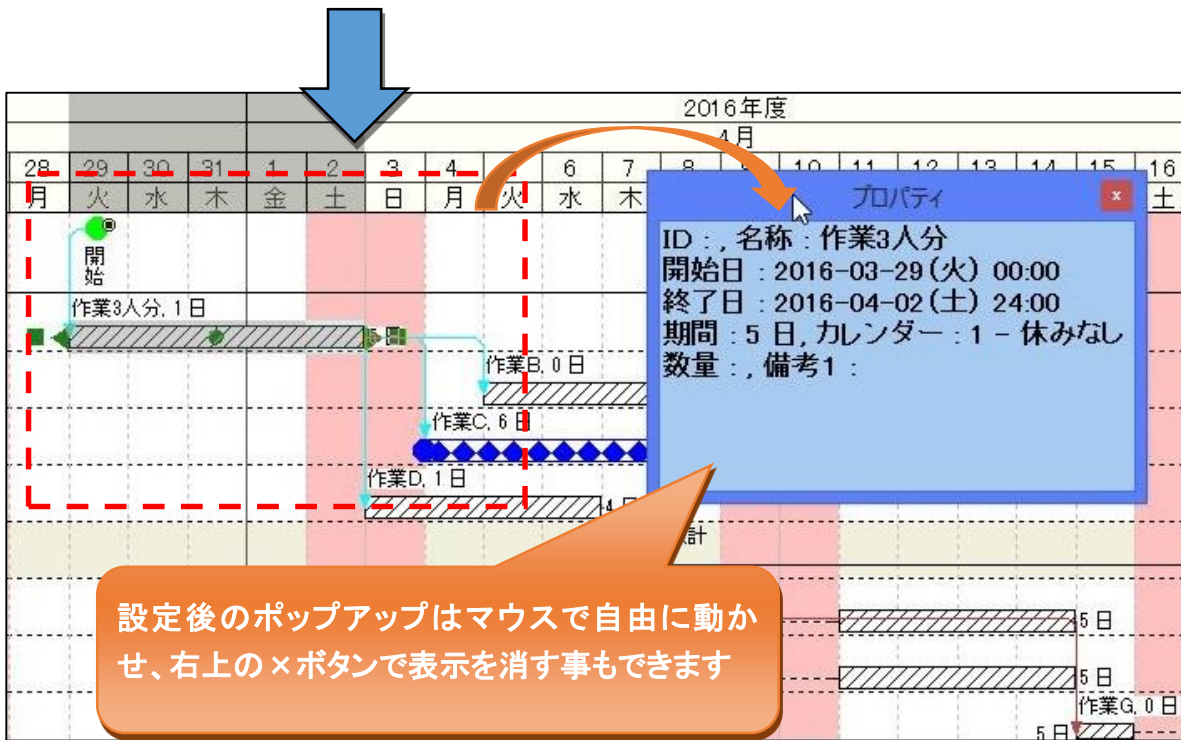 2016年度
4月
28 29 30 31 1 2 3 4 6 7 8 10 11 12 13 14 15 16
月 火 水 木 金 土 日 月 火 水 木 土
プロパティ
開始
ID : , 名称 : 作業3人分
開始日 : 2016-03-29(火) 00:00
終了日 : 2016-04-02(土) 24:00
期間 : 5 日, カレンダー : 1 - 休みなし
数量 : , 備考1 :
作業3人分, 1 日
5 日
作業B, 0 日
作業C, 6 日
作業D, 1 日
4 日
計
設定後のポップアップはマウスで自由に動か
せ、右上の×ボタンで表示を消す事もできます
5 日
5 日
作業G, 0 日
5 日